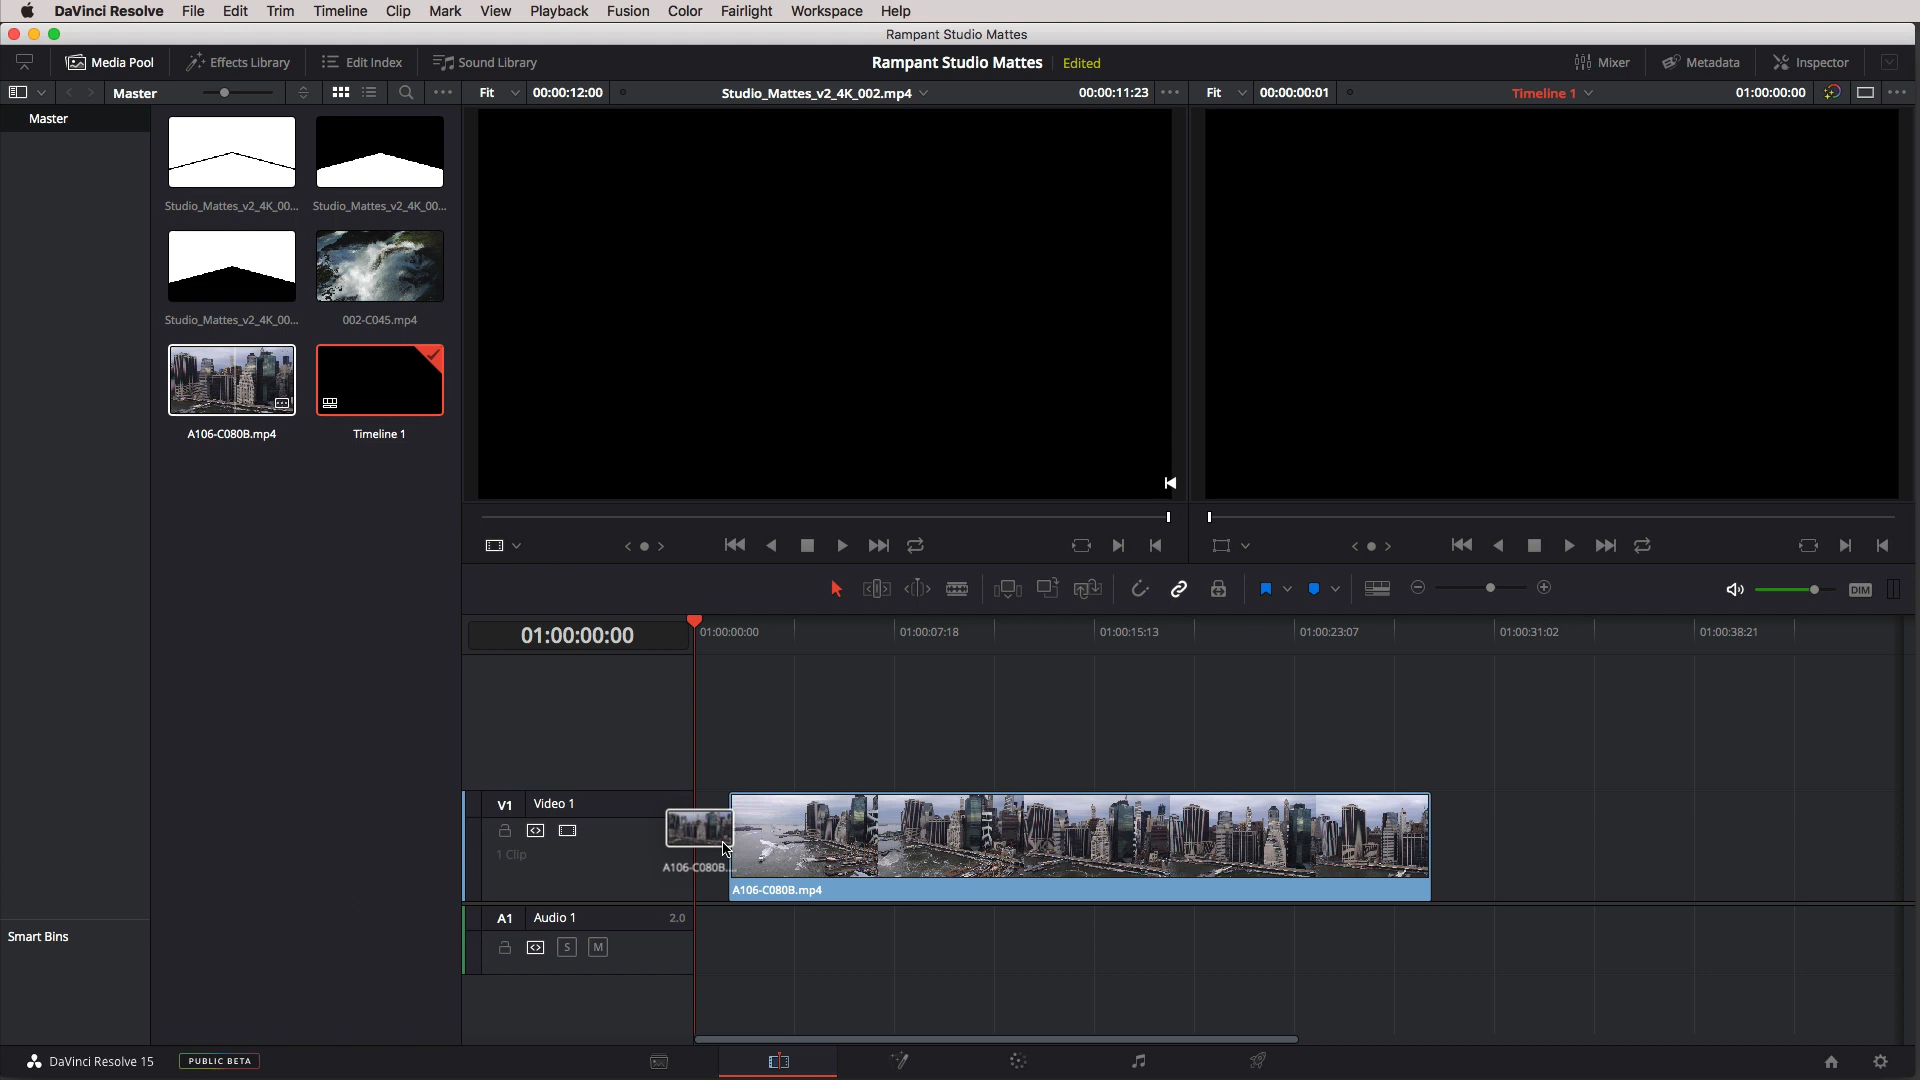 DaVinci Resolve File Edit Trim Timeline Clip Mark View Playback Fusion Color Fairlight Workspace Help
Rampant Studio Mattes
Media Pool Effects Library Edit Index Sound Library Rampant Studio Mattes Edited Mixer Metadata Inspector
Master Fit 00:00:12:00 Studio_Mattes_v2_4K_002.mp4 00:00:11:23 Fit 00:00:00:01 Timeline 1 01:00:00:00
Master
Studio_Mattes_v2_4K_00... Studio_Mattes_v2_4K_00...
Studio_Mattes_v2_4K_00... 002-C045.mp4
A106-C080B.mp4 Timeline 1
DIM
01:00:00:00 01:00:00:00 01:00:07:18 01:00:15:13 01:00:23:07 01:00:31:02 01:00:38:21
V1 Video 1
1 Clip
A106-C080B....
A106-C080B.mp4
A1 Audio 1 2.0
S M
Smart Bins
DaVinci Resolve 15 PUBLIC BETA